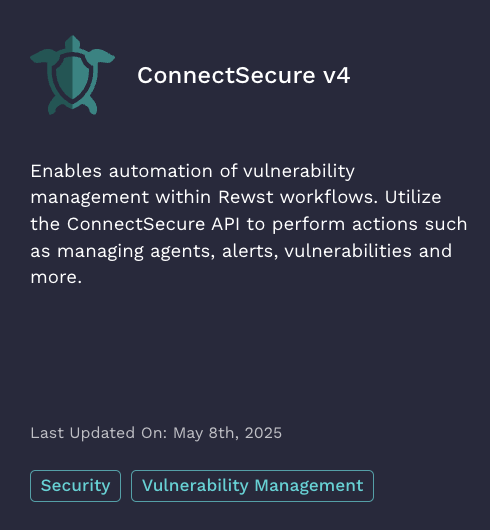 ConnectSecure v4
Enables automation of vulnerability
management within Rewst workflows. Utilize
the ConnectSecure API to perform actions such
as managing agents, alerts, vulnerabilities and
more.
Last Updated On: May 8th, 2025
Security
Vulnerability Management